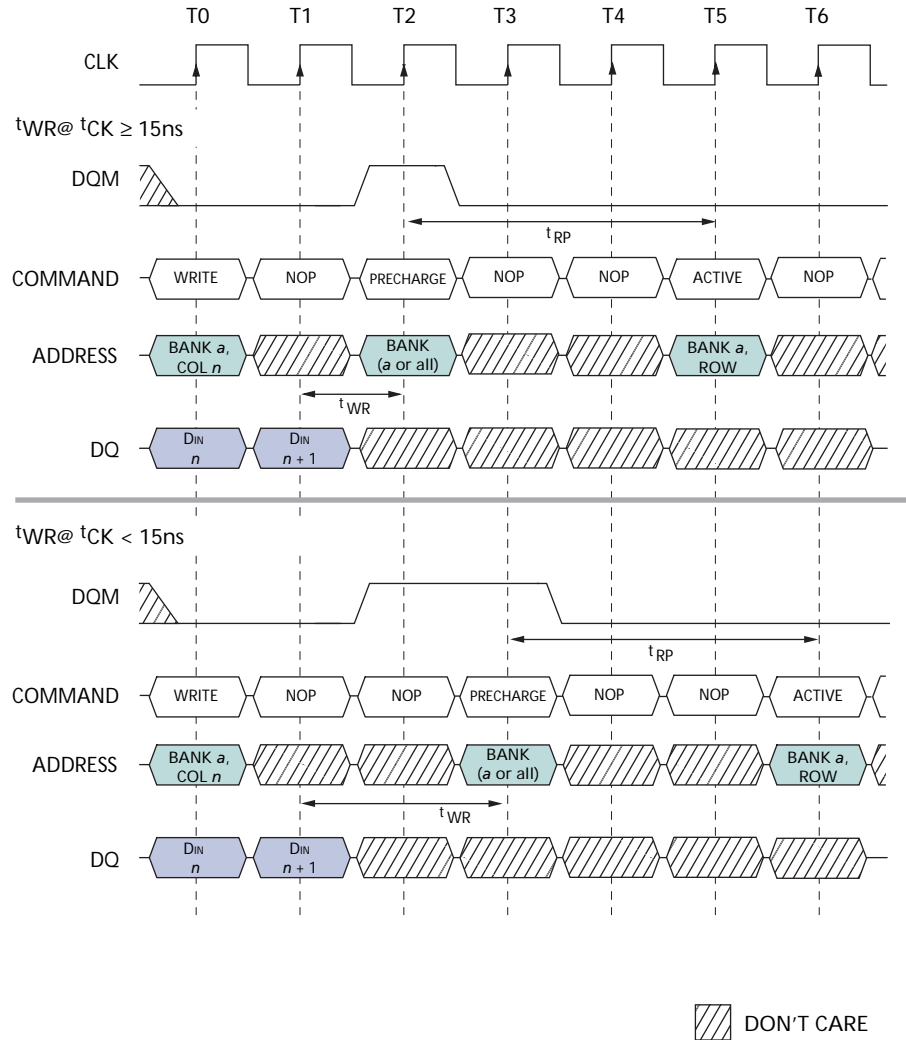 T0 T1 T2 T3 T4 T5 T6
CLK
tWR@ tCK ≥ 15ns
DQM
tRP
COMMAND WRITE NOP PRECHARGE NOP NOP ACTIVE NOP
ADDRESS BANK a, COL n BANK (a or all) BANK a, ROW
tWR
DQ DIN n DIN n + 1
tWR@ tCK < 15ns
DQM
tRP
COMMAND WRITE NOP NOP PRECHARGE NOP NOP ACTIVE
ADDRESS BANK a, COL n BANK (a or all) BANK a, ROW
tWR
DQ DIN n DIN n + 1
DON'T CARE